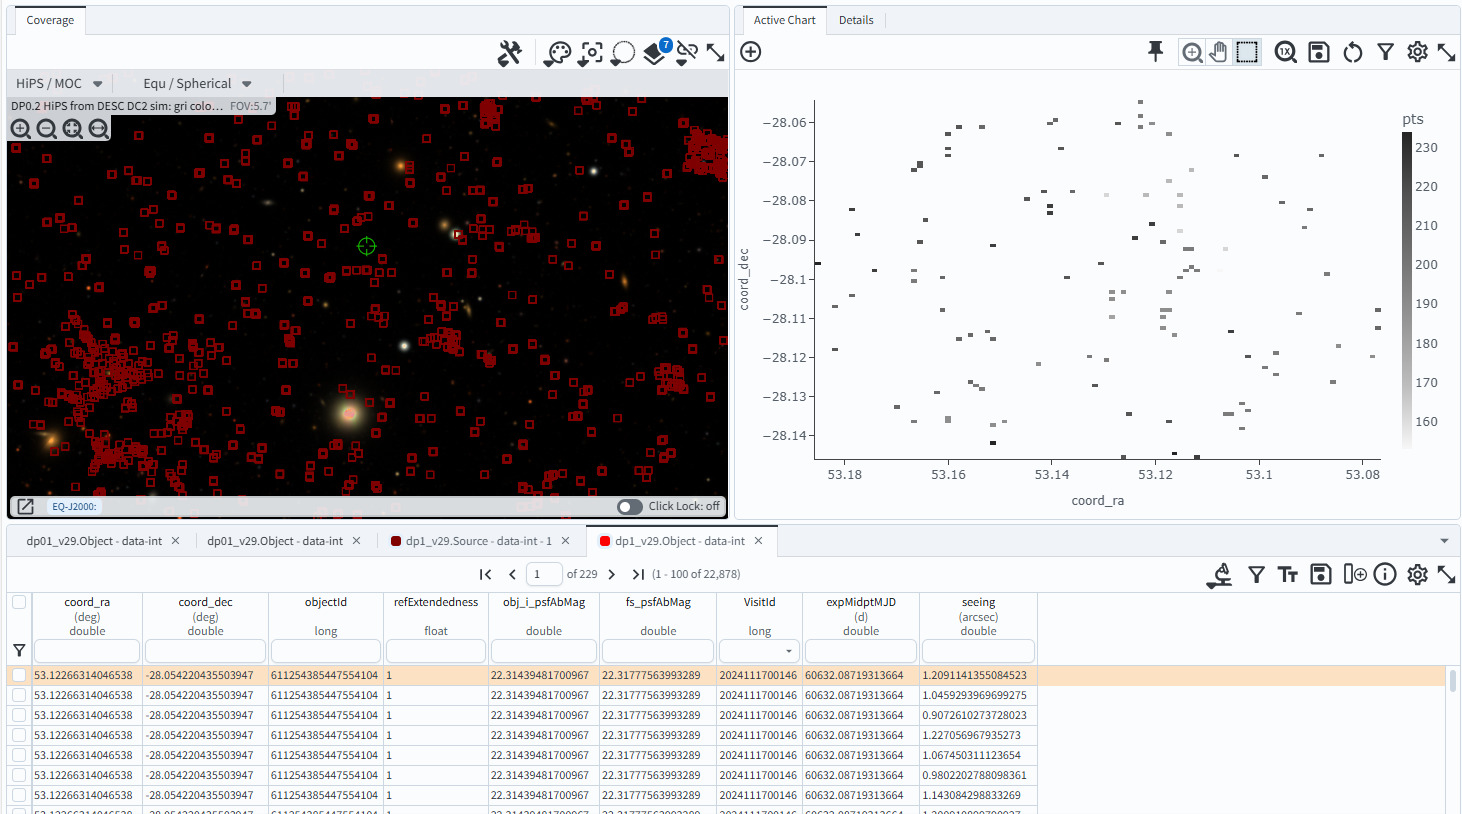 Coverage
7
HiPS / MOC
Equ / Spherical
DP0.2 HiPS from DESC DC2 sim: gri colo... FOV:5.7'
EQ-J2000:
Click Lock: off
Active Chart
Details
1X
−28.06
−28.07
−28.08
−28.09
−28.1
−28.11
−28.12
−28.13
−28.14
coord_dec
53.18
53.16
53.14
53.12
53.1
53.08
coord_ra
pts
230
220
210
200
190
180
170
160
dp01_v29.Object - data-int
dp01_v29.Object - data-int
dp1_v29.Source - data-int - 1
dp1_v29.Object - data-int
1 of 229 (1 - 100 of 22,878)
coord_ra coord_dec objectId refExtendedness obj_i_psfAbMag fs_psfAbMag VisitId expMidptMJD seeing
(deg) (deg) (d) (arcsec)
double double long float double double long double double
53.12266314046538 -28.054220435503947 611254385447554104 1 22.31439481700967 22.31777563993289 2024111700146 60632.08719313664 1.2091141355084523
53.12266314046538 -28.054220435503947 611254385447554104 1 22.31439481700967 22.31777563993289 2024111700146 60632.08719313664 1.0459293969699275
53.12266314046538 -28.054220435503947 611254385447554104 1 22.31439481700967 22.31777563993289 2024111700146 60632.08719313664 0.9072610273728023
53.12266314046538 -28.054220435503947 611254385447554104 1 22.31439481700967 22.31777563993289 2024111700146 60632.08719313664 1.227056967935273
53.12266314046538 -28.054220435503947 611254385447554104 1 22.31439481700967 22.31777563993289 2024111700146 60632.08719313664 1.067450311123654
53.12266314046538 -28.054220435503947 611254385447554104 1 22.31439481700967 22.31777563993289 2024111700146 60632.08719313664 0.9802202788098361
53.12266314046538 -28.054220435503947 611254385447554104 1 22.31439481700967 22.31777563993289 2024111700146 60632.08719313664 1.143084298833269